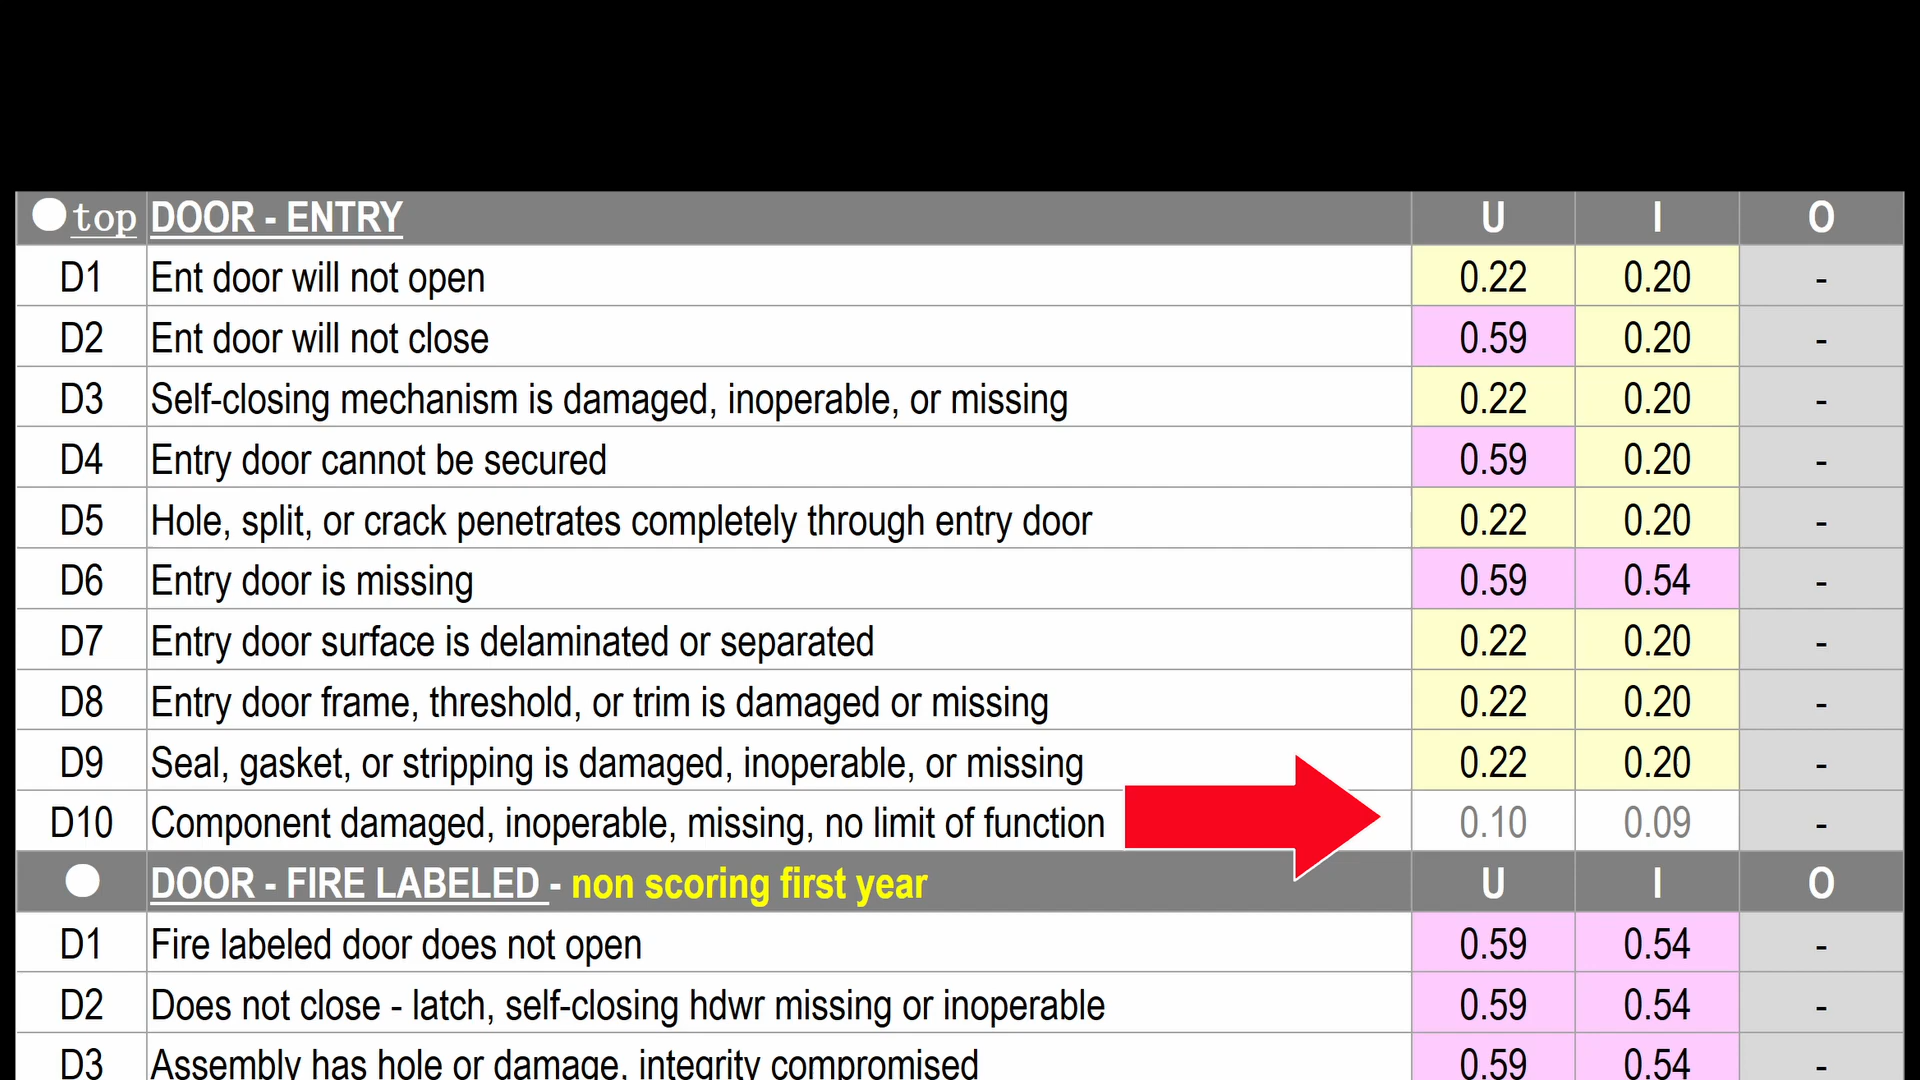 top DOOR - ENTRY U I O
D1 Ent door will not open 0.22 0.20 -
D2 Ent door will not close 0.59 0.20 -
D3 Self-closing mechanism is damaged, inoperable, or missing 0.22 0.20 -
D4 Entry door cannot be secured 0.59 0.20 -
D5 Hole, split, or crack penetrates completely through entry door 0.22 0.20 -
D6 Entry door is missing 0.59 0.54 -
D7 Entry door surface is delaminated or separated 0.22 0.20 -
D8 Entry door frame, threshold, or trim is damaged or missing 0.22 0.20 -
D9 Seal, gasket, or stripping is damaged, inoperable, or missing 0.22 0.20 -
D10 Component damaged, inoperable, missing, no limit of function 0.10 0.09 -
DOOR - FIRE LABELED - non scoring first year U I O
D1 Fire labeled door does not open 0.59 0.54 -
D2 Does not close - latch, self-closing hdwr missing or inoperable 0.59 0.54 -
D3 Assembly has hole or damage, integrity compromised 0.59 0.54 -